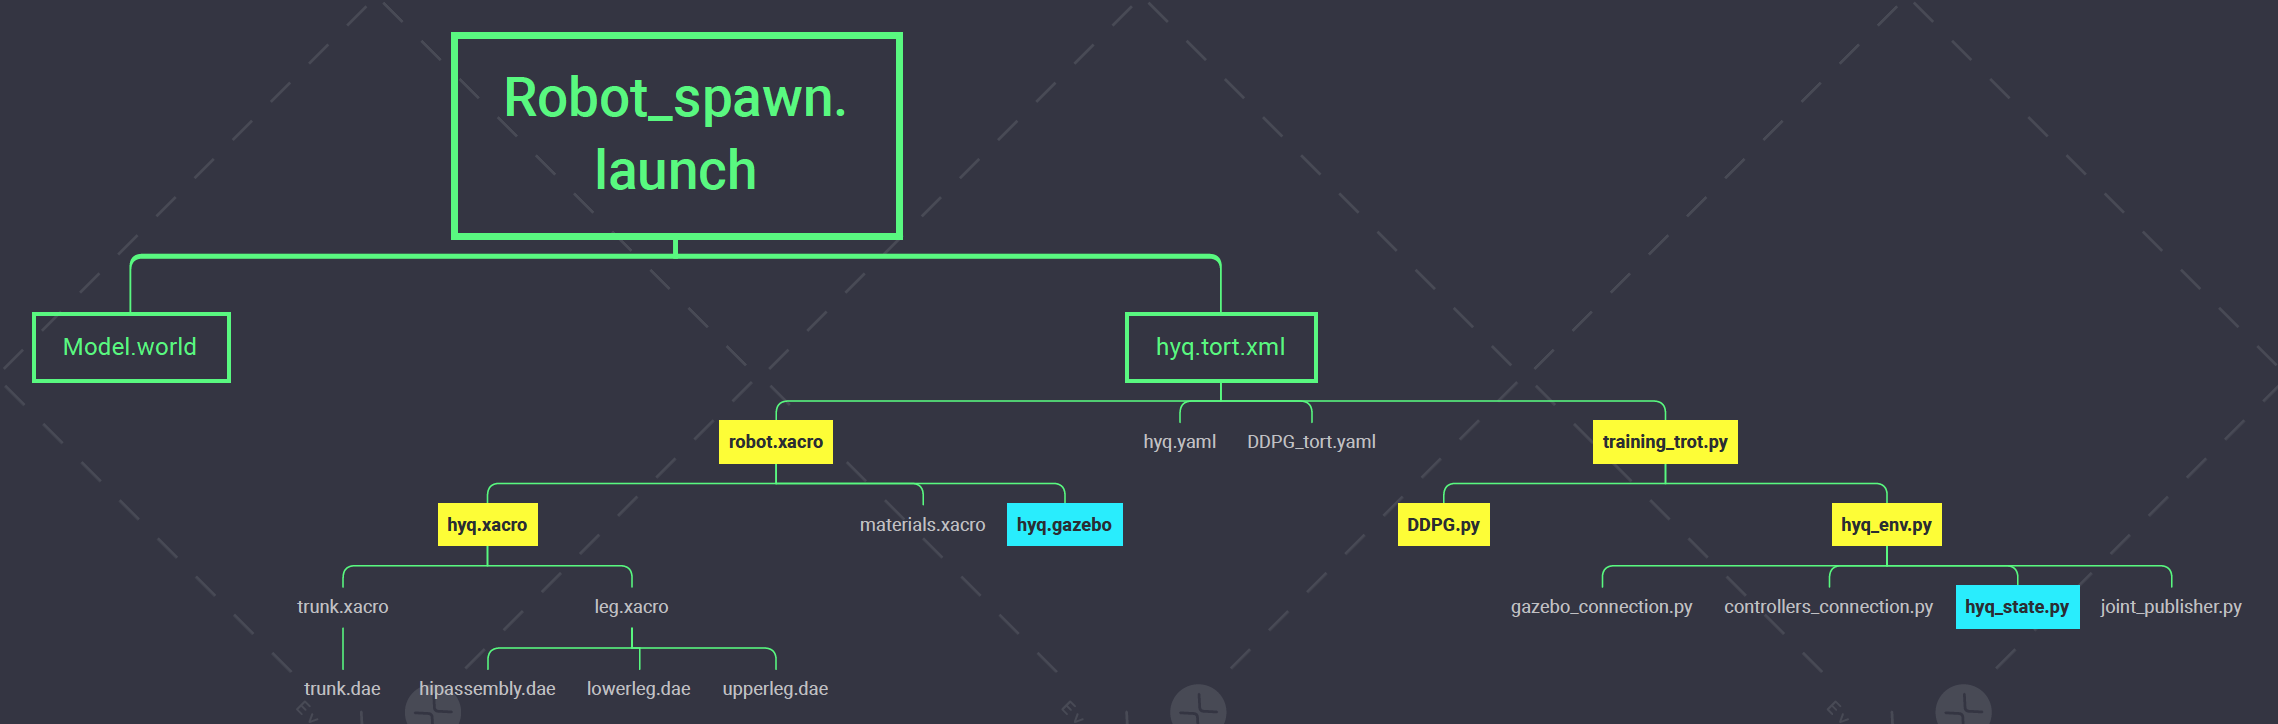 Robot_spawn.
launch
Model.world
hyq.tort.xml
robot.xacro
hyq.yaml
DDPG_tort.yaml
training_trot.py
hyq.xacro
materials.xacro
hyq.gazebo
DDPG.py
hyq_env.py
trunk.xacro
leg.xacro
gazebo_connection.py
controllers_connection.py
hyq_state.py
joint_publisher.py
trunk.dae
hipassembly.dae
lowerleg.dae
upperleg.dae